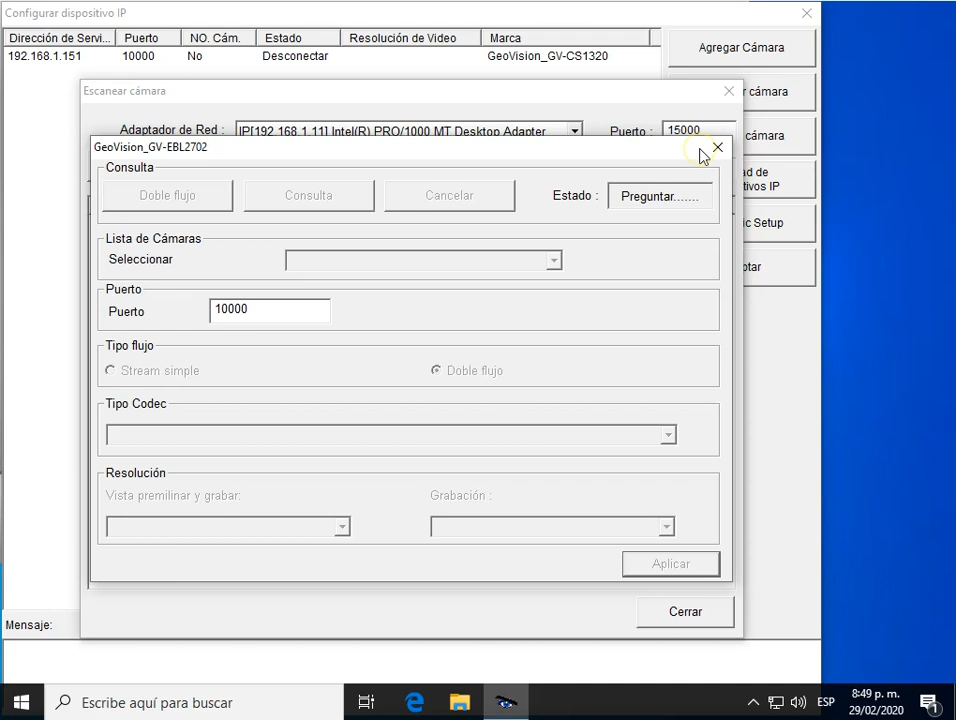 Configurar dispositivo IP
Dirección de Servi... Puerto NO. Cám. Estado Resolución de Video Marca
192.168.1.151 10000 No Desconectar GeoVision_GV-CS1320
Agregar Cámara
Escanear cámara
r cámara
Adaptador de Red : IP[192.168.1.11] Intel(R) PRO/1000 MT Desktop Adapter Puerto : 15000
cámara
GeoVision_GV-EBL2702
Consulta
Doble flujo Consulta Cancelar Estado : Preguntar.......
d de
tivos IP
ic Setup
Lista de Cámaras
Seleccionar
tar
Puerto
Puerto 10000
Tipo flujo
Stream simple Doble flujo
Tipo Codec
Resolución
Vista premilinar y grabar: Grabación :
Aplicar
Cerrar
Mensaje:
Escribe aquí para buscar
ESP
8:49 p. m.
29/02/2020
1